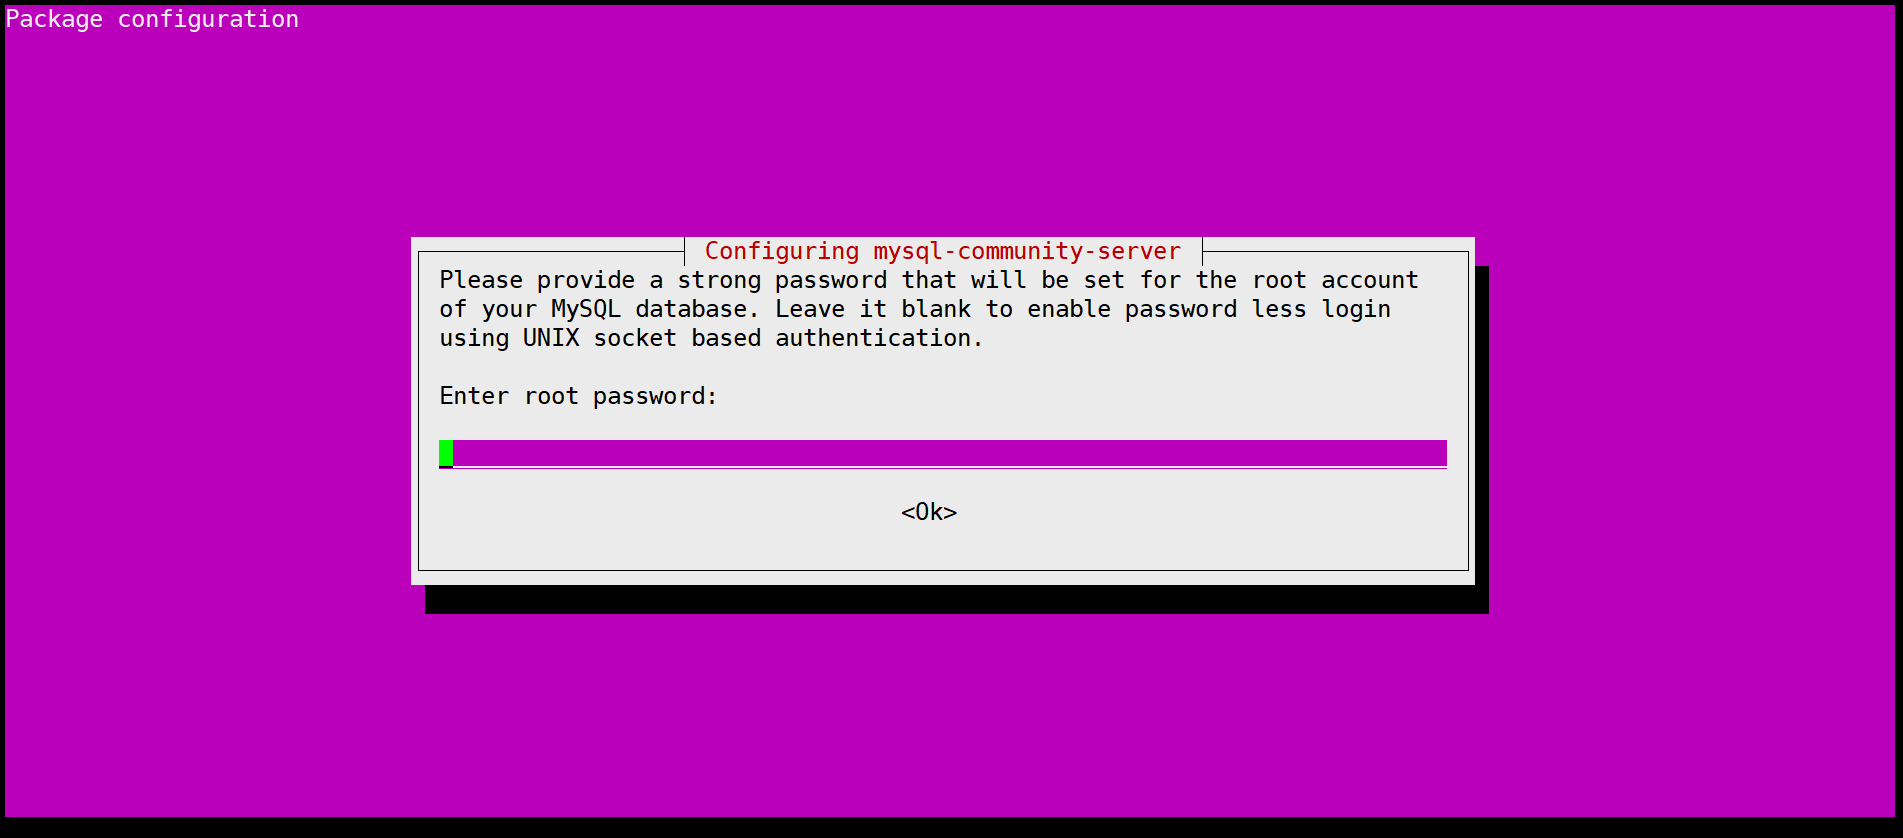 Package configuration
Configuring mysql-community-server
Please provide a strong password that will be set for the root account
of your MySQL database. Leave it blank to enable password less login
using UNIX socket based authentication.
Enter root password:
<Ok>